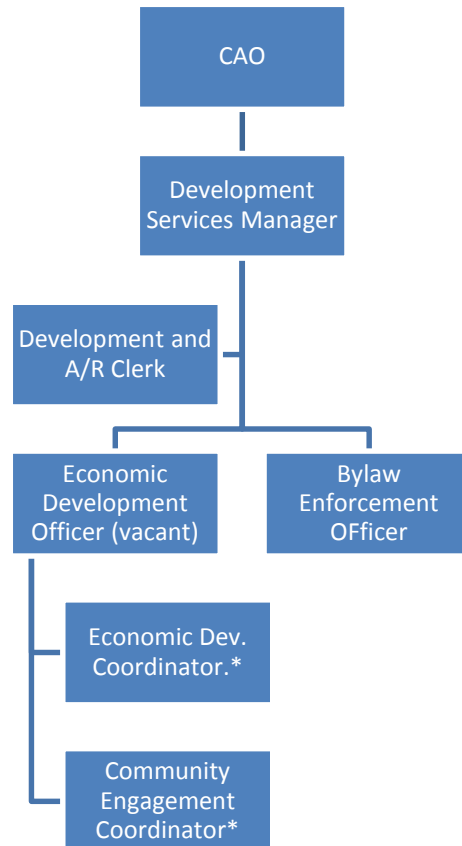 CAO
Development
Services Manager
Development and
A/R Clerk
Economic
Development
Officer (vacant)
Bylaw
Enforcement
OFficer
Economic Dev.
Coordinator.*
Community
Engagement
Coordinator*